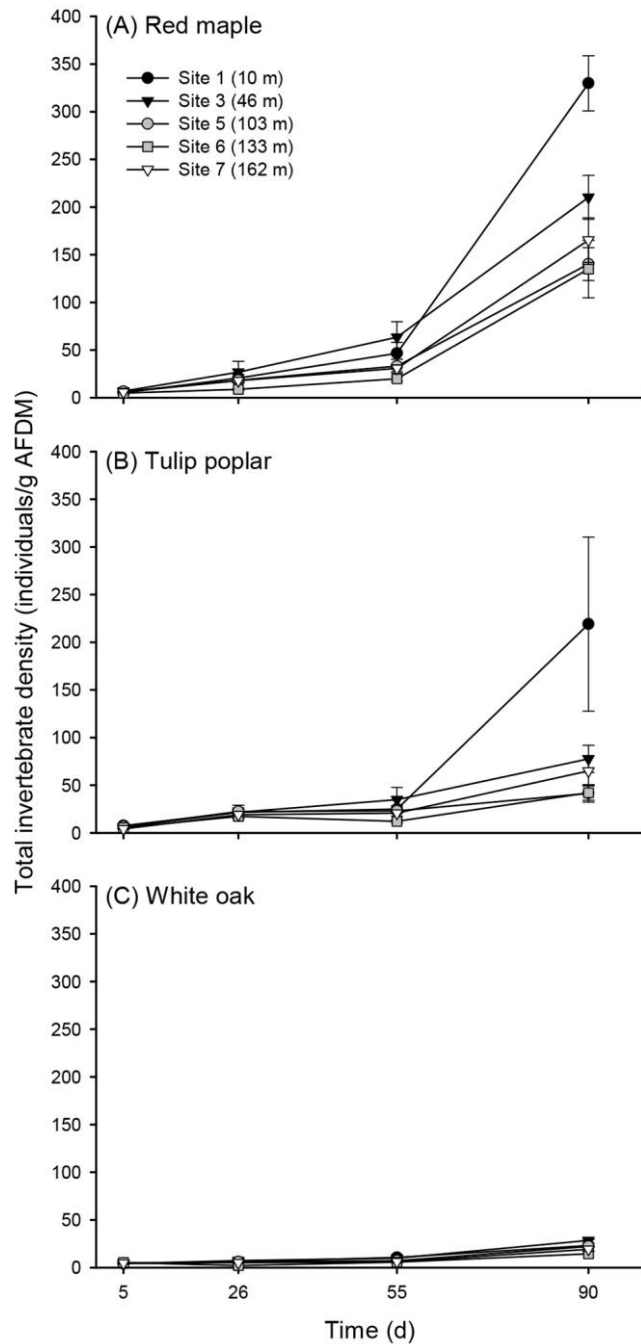 (A) Red maple
400
350
300
250
200
150
100
50
0
Site 1 (10 m)
Site 3 (46 m)
Site 5 (103 m)
Site 6 (133 m)
Site 7 (162 m)
Total invertebrate density (individuals/g AFDM)
(B) Tulip poplar
400
350
300
250
200
150
100
50
0
(C) White oak
400
350
300
250
200
150
100
50
0
5 26 55 90
Time (d)